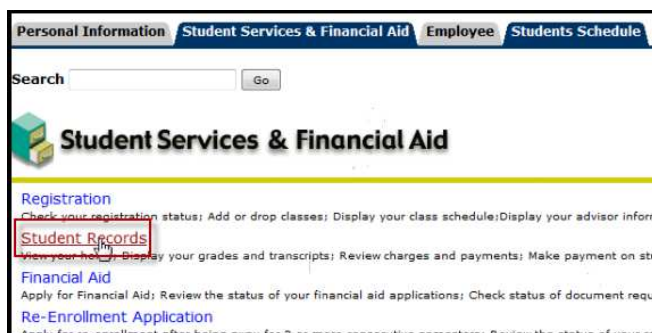 Personal Information Student Services & Financial Aid Employee Students Schedule
Search Go
Student Services & Financial Aid
Registration
Check your registration status; Add or drop classes; Display your class schedule;Display your advisor infor
Student Records
View your ho Display your grades and transcripts; Review charges and payments; Make payment on st
Financial Aid
Apply for Financial Aid; Review the status of your financial aid applications; Check status of document requ
Re-Enrollment Application